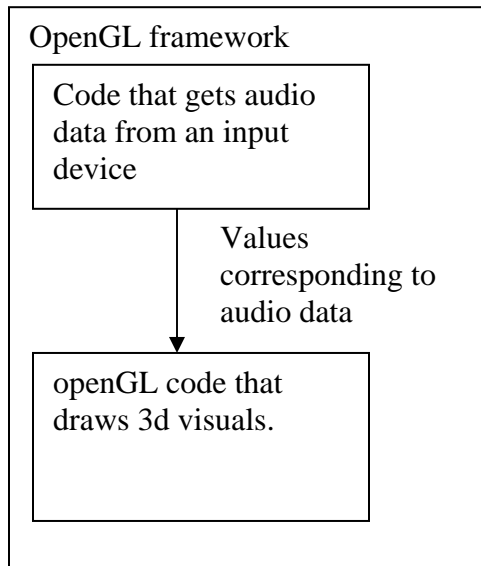 OpenGL framework
Code that gets audio
data from an input
device
Values
corresponding to
audio data
openGL code that
draws 3d visuals.